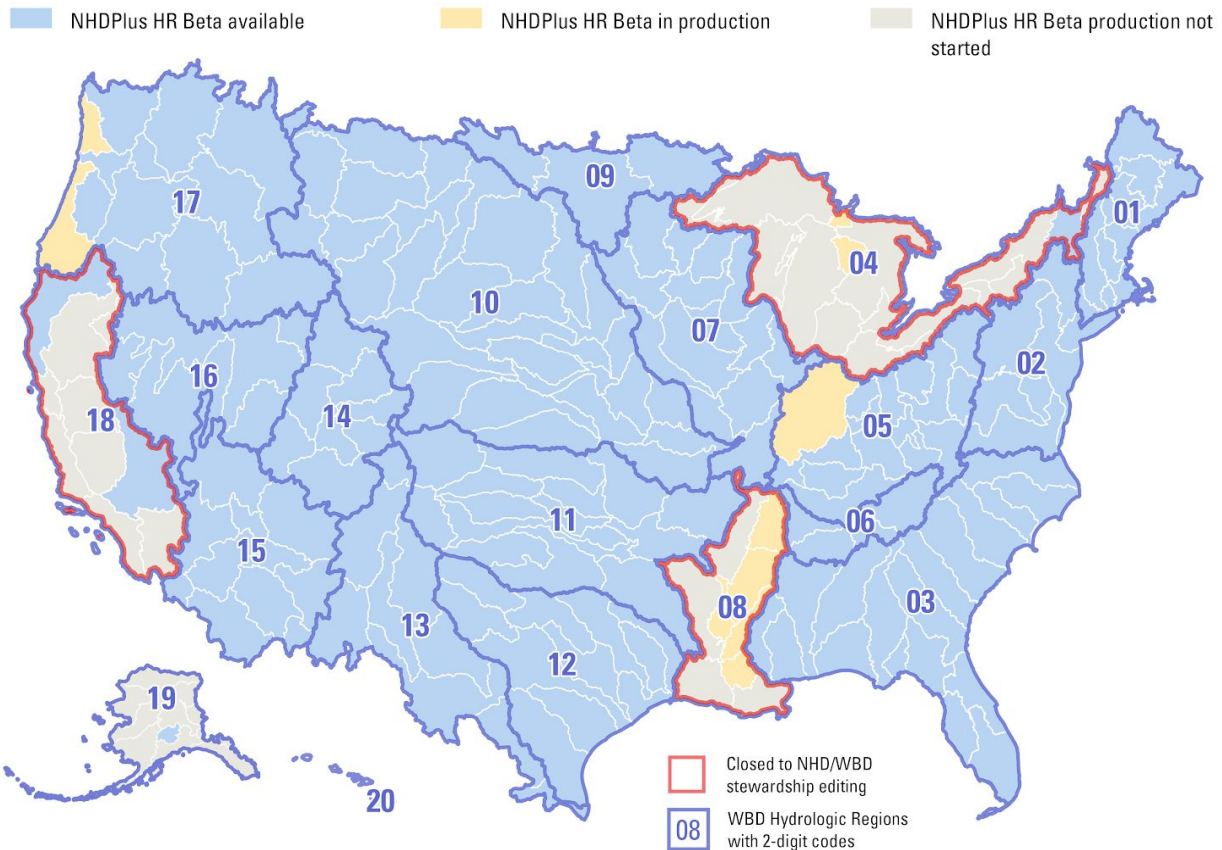 NHDPlus HR Beta available
NHDPlus HR Beta in production
NHDPlus HR Beta production not
started
09
17
01
04
10
07
02
16
14
18
05
11
06
15
03
08
13
12
19
20
Closed to NHD/WBD
stewardship editing
08
WBD Hydrologic Regions
with 2-digit codes